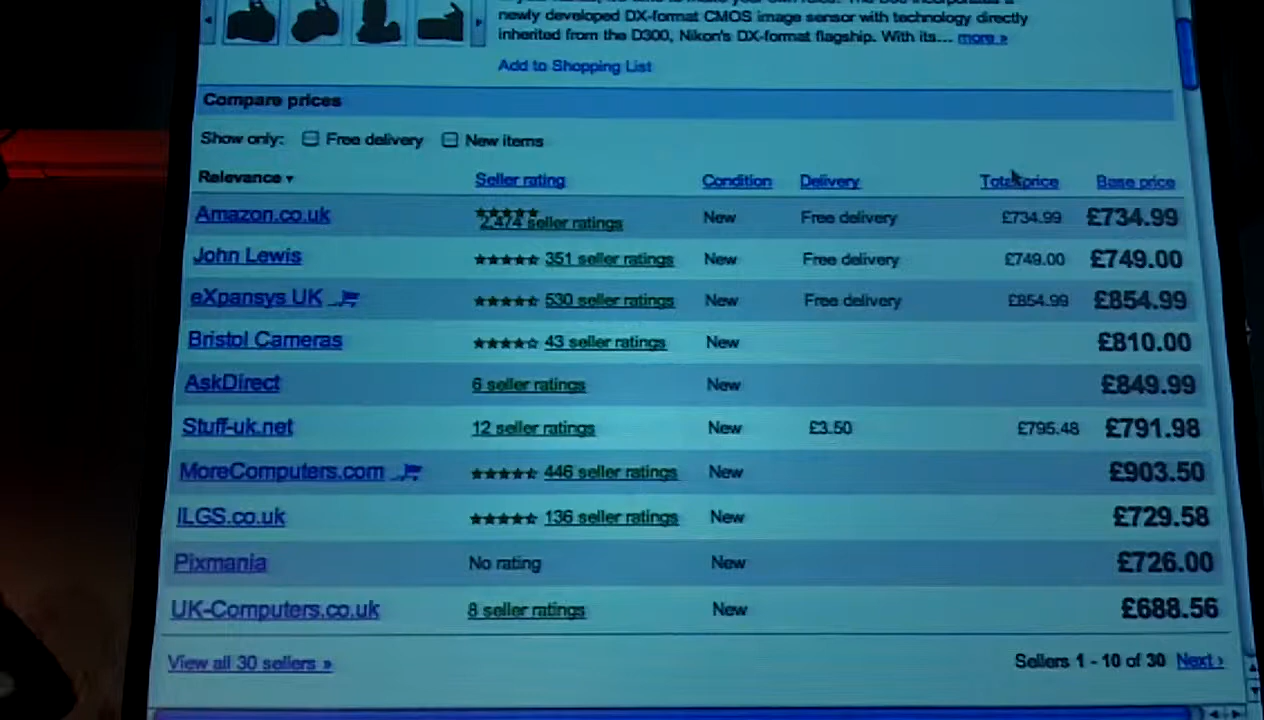 newly developed DX-format CMOS image sensor with technology directly
inherited from the D300, Nikon's DX-format flagship. With its... more »
Add to Shopping List
Compare prices
Show only: Free delivery New items
Relevance ▾ Seller rating Condition Delivery Total price Base price
Amazon.co.uk 2,474 seller ratings New Free delivery £734.99 £734.99
John Lewis 351 seller ratings New Free delivery £749.00 £749.00
eXpansys UK 530 seller ratings New Free delivery £854.99 £854.99
Bristol Cameras 43 seller ratings New £810.00
AskDirect 6 seller ratings New £849.99
Stuff-uk.net 12 seller ratings New £3.50 £795.48 £791.98
MoreComputers.com 446 seller ratings New £903.50
ILGS.co.uk 136 seller ratings New £729.58
Pixmania No rating New £726.00
UK-Computers.co.uk 8 seller ratings New £688.56
View all 30 sellers » Sellers 1 - 10 of 30 Next ›